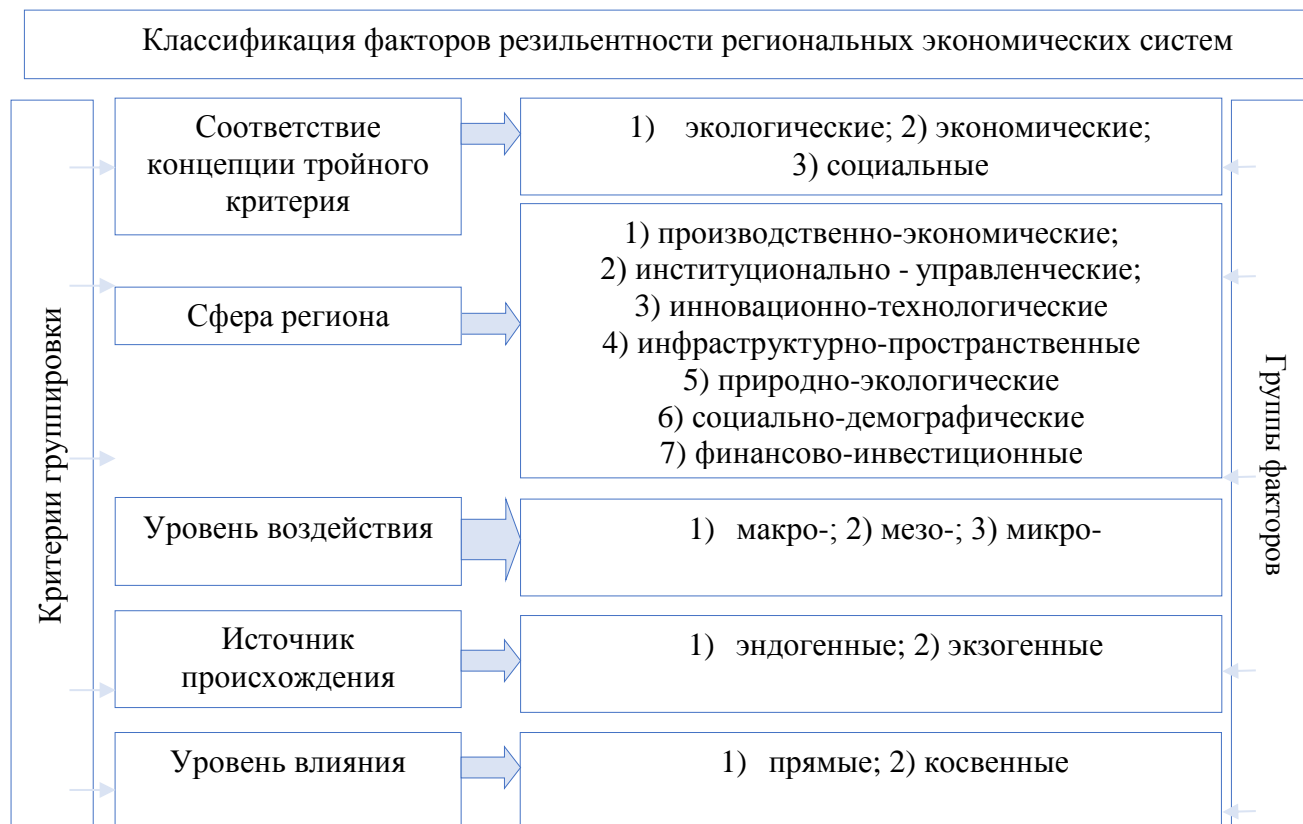 Классификация факторов резильентности региональных экономических систем
Критерии группировки
Соответствие
концепции тройного
критерия
1) экологические; 2) экономические;
3) социальные
Сфера региона
1) производственно-экономические;
2) институционально - управленческие;
3) инновационно-технологические
4) инфраструктурно-пространственные
5) природно-экологические
6) социально-демографические
7) финансово-инвестиционные
Уровень воздействия
1) макро-; 2) мезо-; 3) микро-
Источник
происхождения
1) эндогенные; 2) экзогенные
Уровень влияния
1) прямые; 2) косвенные
Группы факторов